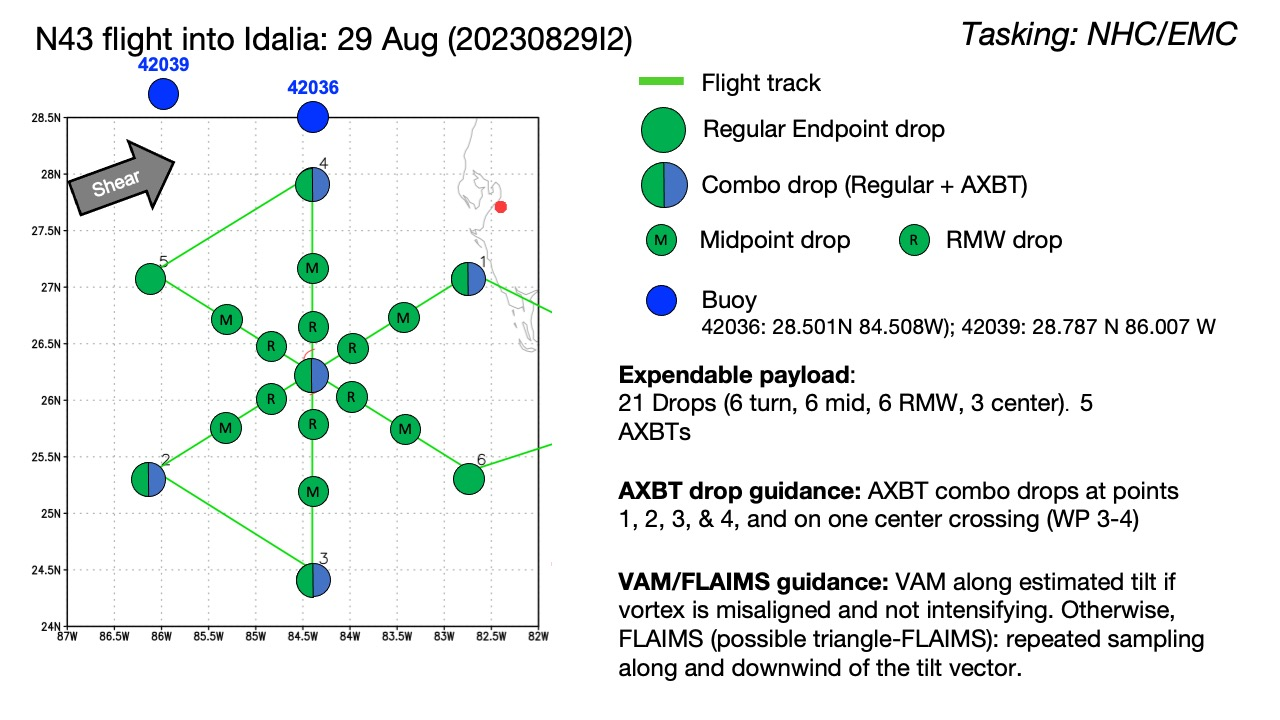 N43 flight into Idalia: 29 Aug (20230829I2)
Tasking: NHC/EMC
42039
42036
Flight track
Regular Endpoint drop
Combo drop (Regular + AXBT)
M Midpoint drop
R RMW drop
Buoy
42036: 28.501N 84.508W); 42039: 28.787 N 86.007 W
Expendable payload:
21 Drops (6 turn, 6 mid, 6 RMW, 3 center). 5
AXBTs
AXBT drop guidance: AXBT combo drops at points
1, 2, 3, & 4, and on one center crossing (WP 3-4)
VAM/FLAIMS guidance: VAM along estimated tilt if
vortex is misaligned and not intensifying. Otherwise,
FLAIMS (possible triangle-FLAIMS): repeated sampling
along and downwind of the tilt vector.
28.5N
28N
27.5N
27N
26.5N
26N
25.5N
25N
24.5N
24N
87W 86.5W 86W 85.5W 85W 84.5W 84W 83.5W 83W 82.5W 82W
Shear
4
5
1
M
M
M
R
R
R
R
R
R
M
M
M
2
6
3